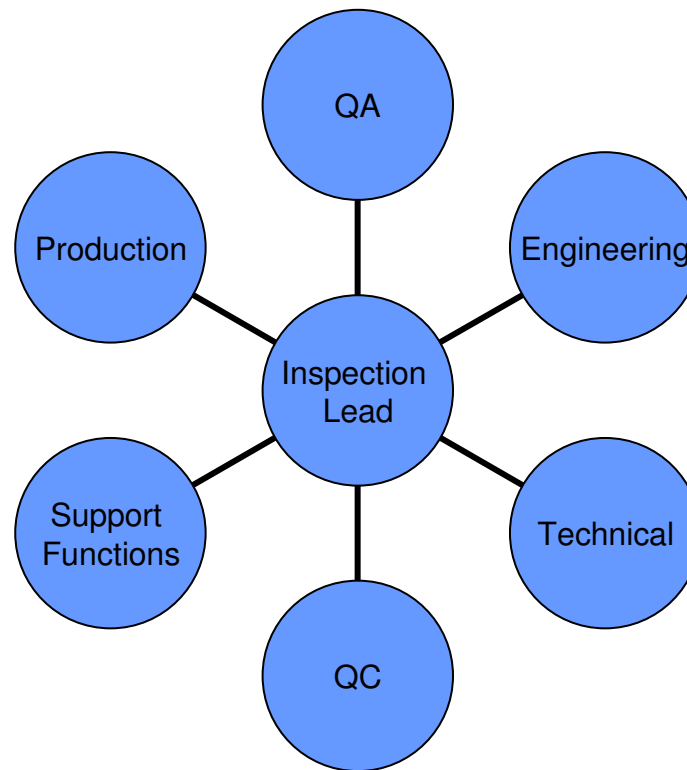 QA
Production
Engineering
Inspection
Lead
Support
Functions
Technical
QC